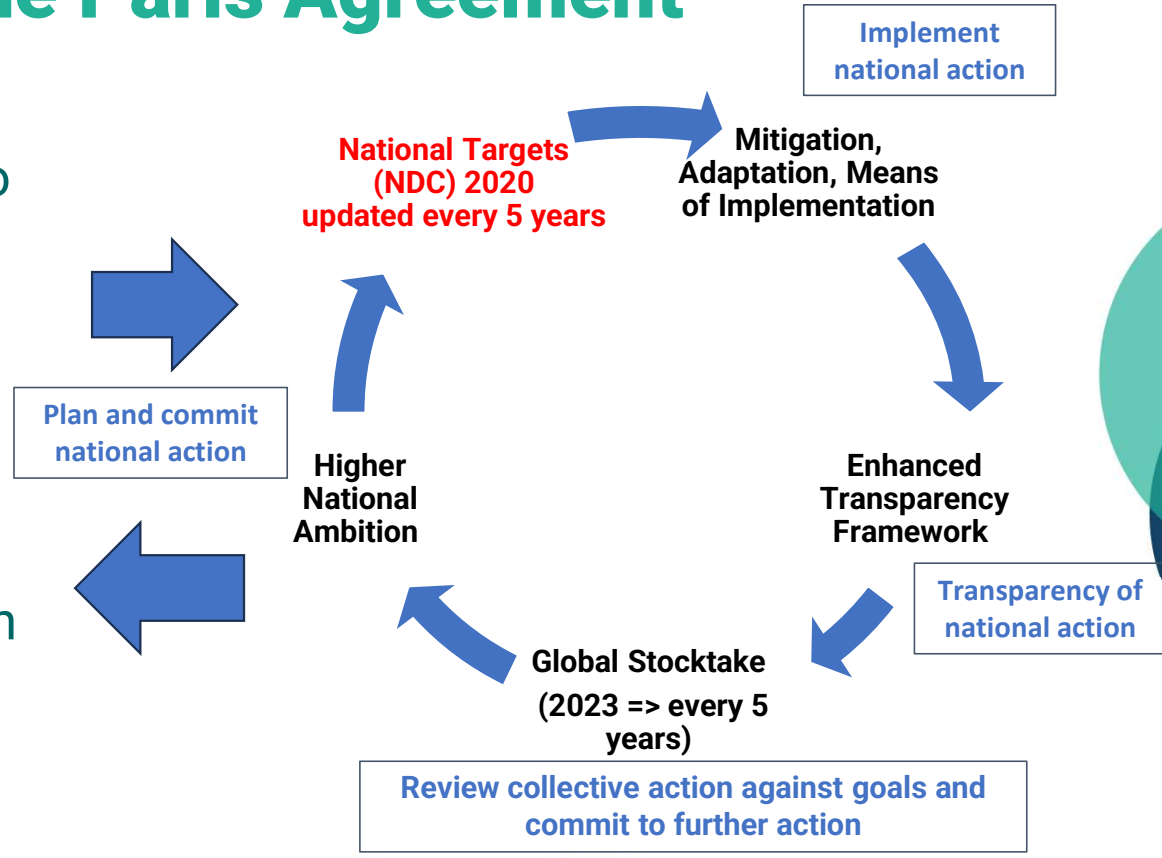 Paris Agreement
Implement
national action
National Targets
(NDC) 2020
updated every 5 years
Mitigation,
Adaptation, Means
of Implementation
Plan and commit
national action
Higher
National
Ambition
Enhanced
Transparency
Framework
Transparency of
national action
Global Stocktake
(2023 => every 5
years)
Review collective action against goals and
commit to further action